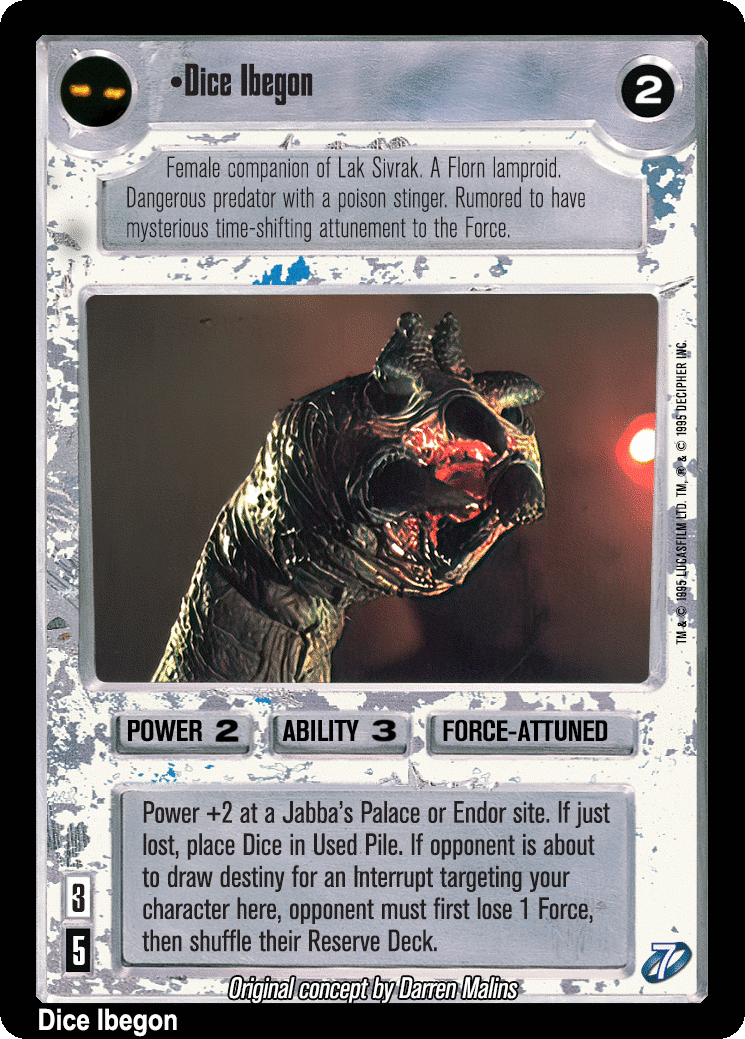 •Dice Ibegon
2
Female companion of Lak Sivrak. A Florn lamproid.
Dangerous predator with a poison stinger. Rumored to have
mysterious time-shifting attunement to the Force.
TM & © 1995 LUCASFILM LTD. TM, ® & © 1995 DECIPHER INC.
POWER 2
ABILITY 3
FORCE-ATTUNED
Power +2 at a Jabba's Palace or Endor site. If just
lost, place Dice in Used Pile. If opponent is about
to draw destiny for an Interrupt targeting your
character here, opponent must first lose 1 Force,
then shuffle their Reserve Deck.
3
5
7
Original concept by Darren Malins
Dice Ibegon